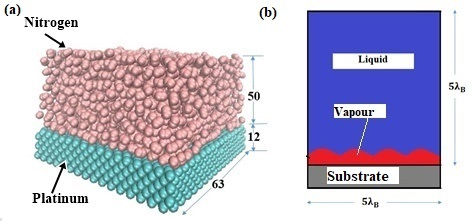 (a)
Nitrogen
50
12
63
Platinum
(b)
Liquid
5λB
Vapour
Substrate
5λB